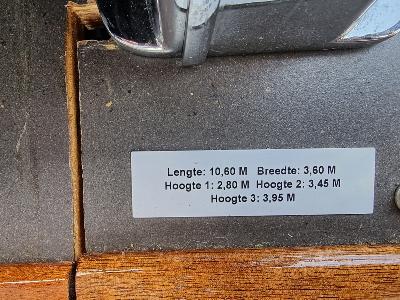 Lengte: 10,60 M Breedte: 3,60 M
Hoogte 1: 2,80 M Hoogte 2: 3,45 M
Hoogte 3: 3,95 M